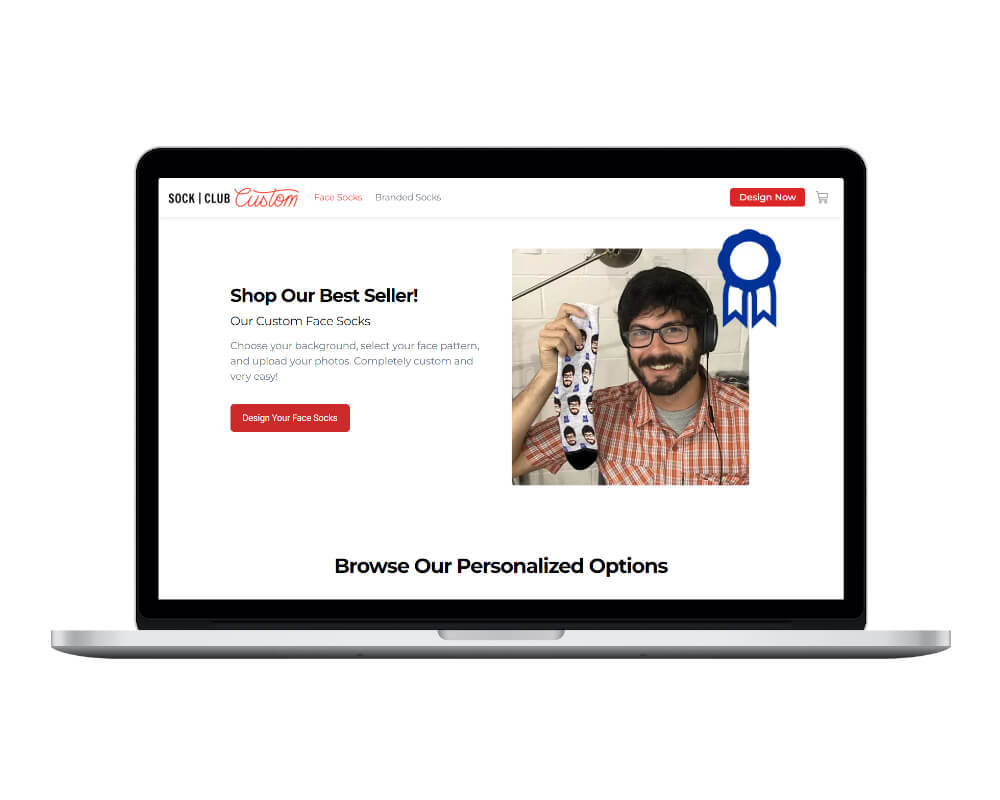 SOCK | CLUB Custom Face Socks Branded Socks Design Now
Shop Our Best Seller!
Our Custom Face Socks
Choose your background, select your face pattern,
and upload your photos. Completely custom and
very easy!
Design Your Face Socks
Browse Our Personalized Options